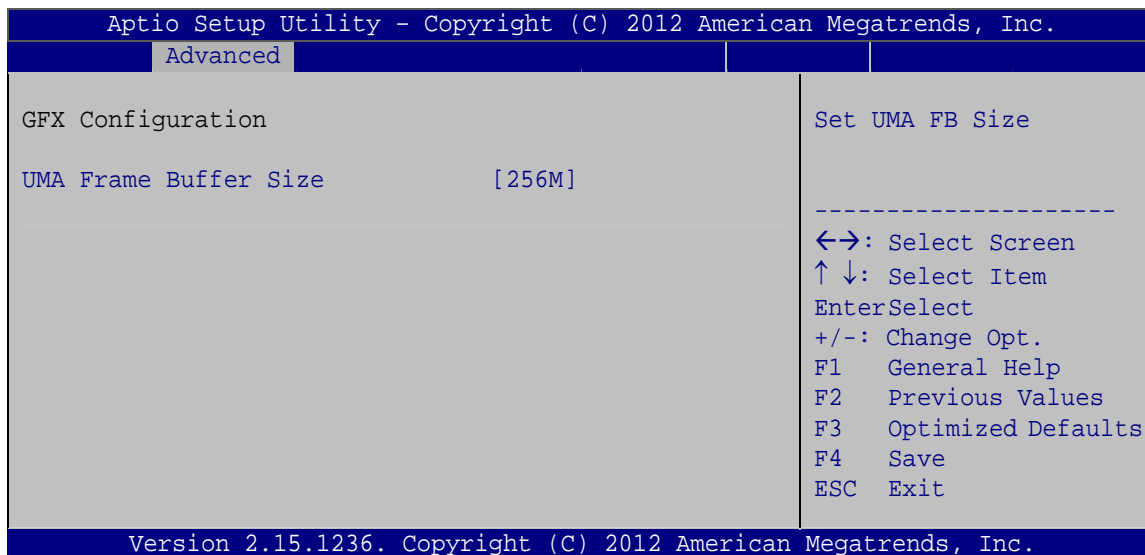 Aptio Setup Utility – Copyright (C) 2012 American Megatrends, Inc.
Advanced
GFX Configuration
UMA Frame Buffer Size [256M]
Set UMA FB Size
---------------------
←→: Select Screen
↑ ↓: Select Item
EnterSelect
+/-: Change Opt.
F1 General Help
F2 Previous Values
F3 Optimized Defaults
F4 Save
ESC Exit
Version 2.15.1236. Copyright (C) 2012 American Megatrends, Inc.